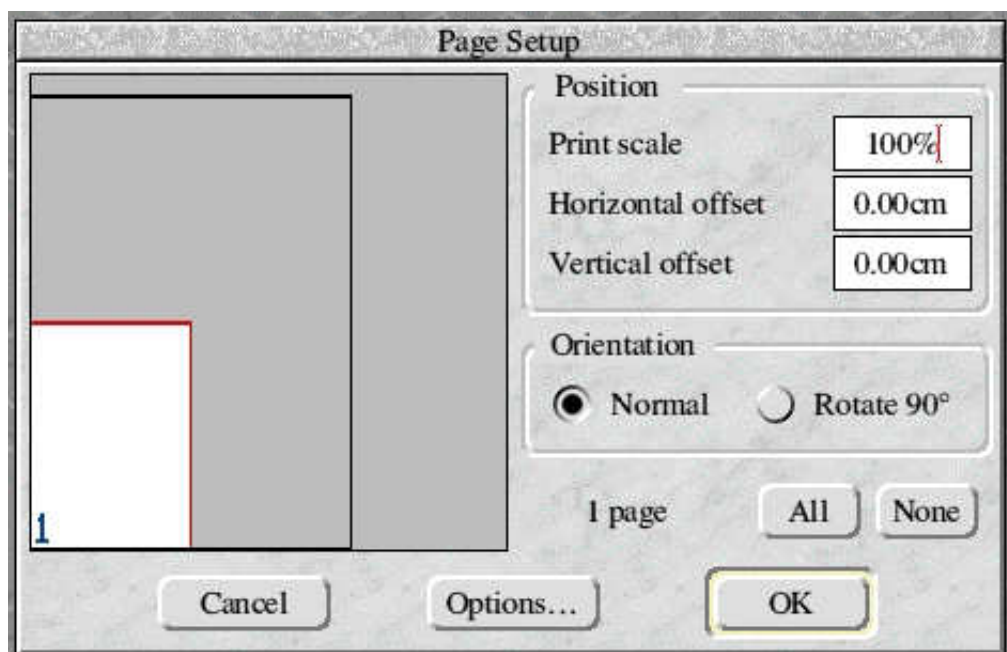 Page Setup
Position
Print scale 100%
Horizontal offset 0.00cm
Vertical offset 0.00cm
Orientation
Normal Rotate 90°
1
1 page All None
Cancel Options... OK